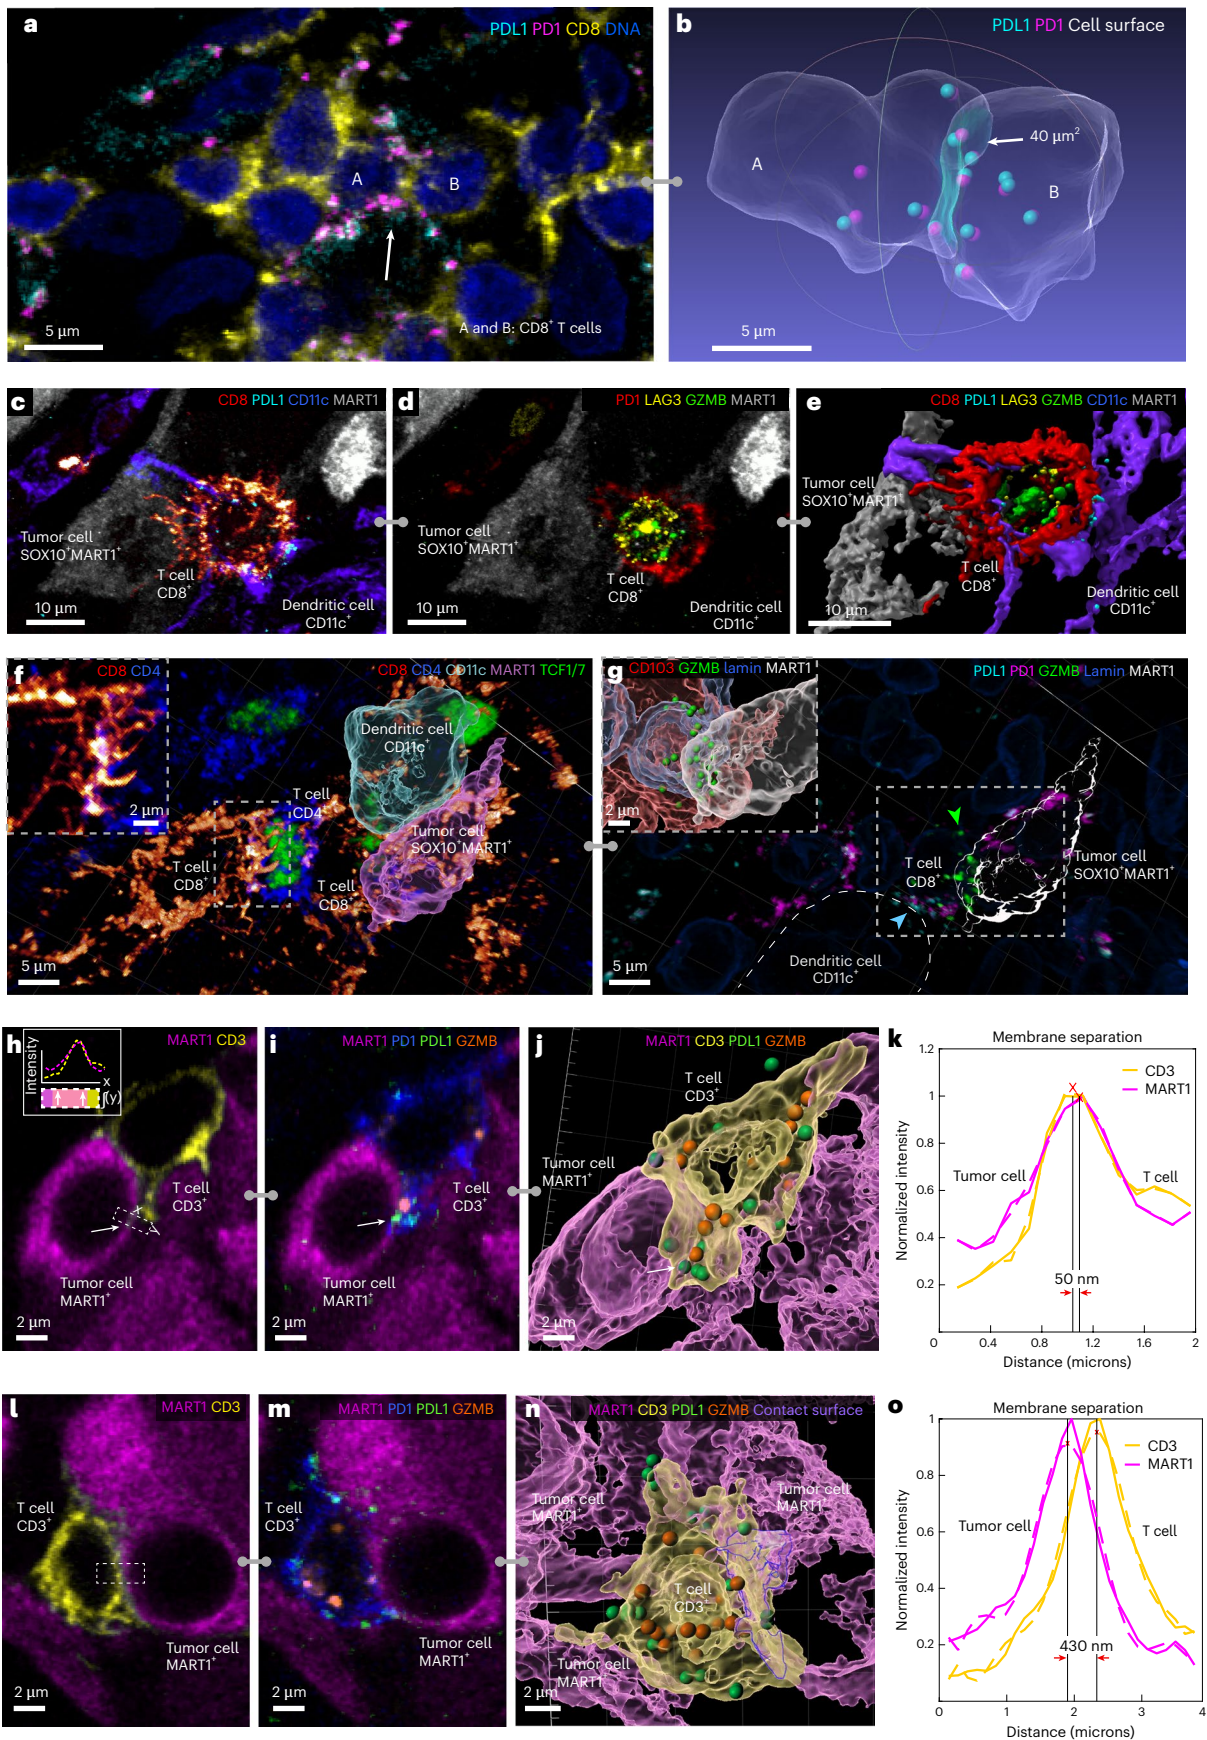 a
PDL1 PD1 CD8 DNA
A
B
A and B: CD8+ T cells
5 µm
b
PDL1 PD1 Cell surface
40 µm²
A
B
5 µm
c
CD8 PDL1 CD11c MART1
Tumor cell
SOX10+MART1+
T cell
CD8+
Dendritic cell
CD11c+
10 µm
d
PD1 LAG3 GZMB MART1
Tumor cell
SOX10+MART1+
T cell
CD8+
Dendritic cell
CD11c+
10 µm
e
CD8 PDL1 LAG3 GZMB CD11c MART1
Tumor cell
SOX10+MART1+
T cell
CD8+
Dendritic cell
CD11c+
10 µm
f
CD8 CD4
2 µm
CD8 CD4 CD11c MART1 TCF1/7
Dendritic cell
CD11c+
T cell
CD4+
Tumor cell
SOX10+MART1+
T cell
CD8+
T cell
CD8+
5 µm
g
CD103 GZMB lamin MART1
2 µm
PDL1 PD1 GZMB Lamin MART1
T cell
CD8+
Tumor cell
SOX10+MART1+
Dendritic cell
CD11c+
5 µm
h
MART1 CD3
Intensity
x
∫(y)
T cell
CD3+
Tumor cell
MART1+
2 µm
i
MART1 PD1 PDL1 GZMB
T cell
CD3+
Tumor cell
MART1+
2 µm
j
MART1 CD3 PDL1 GZMB
T cell
CD3+
Tumor cell
MART1+
2 µm
k
Membrane separation
1.2
1
0.8
0.6
0.4
0.2
0
Normalized intensity
CD3
MART1
Tumor cell
T cell
50 nm
0.4
0.8
1.2
1.6
2
Distance (microns)
l
MART1 CD3
T cell
CD3+
Tumor cell
MART1+
2 µm
m
MART1 PD1 PDL1 GZMB
T cell
CD3+
Tumor cell
MART1+
2 µm
n
MART1 CD3 PDL1 GZMB Contact surface
Tumor cell
MART1+
Tumor cell
MART1+
T cell
CD3+
Tumor cell
MART1+
2 µm
o
Membrane separation
1
0.8
0.6
0.4
0.2
Normalized intensity
CD3
MART1
Tumor cell
T cell
430 nm
0
1
2
3
4
Distance (microns)